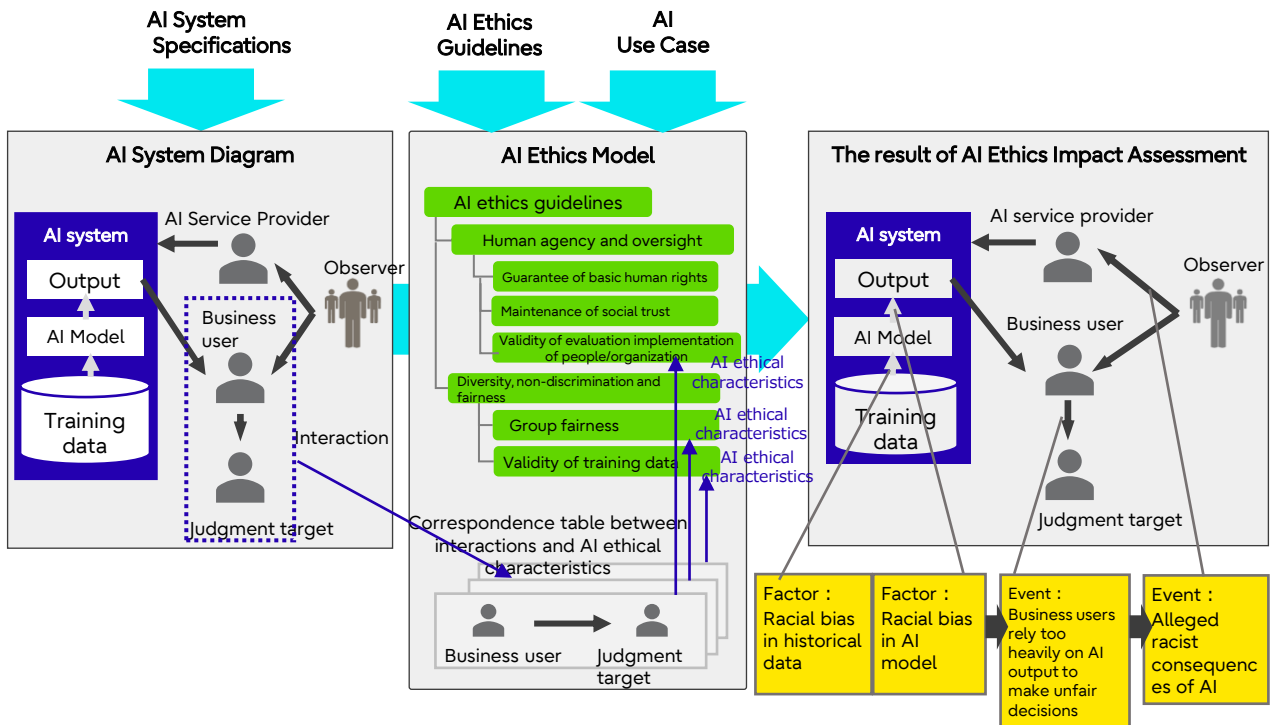 AI System
Specifications
AI Ethics
Guidelines
AI
Use Case
AI System Diagram
AI system
Output
AI Model
Training
data
AI Service Provider
Observer
Business
user
Interaction
Judgment target
AI Ethics Model
AI ethics guidelines
Human agency and oversight
Guarantee of basic human rights
Maintenance of social trust
Validity of evaluation implementation
of people/organization
AI ethical
characteristics
Diversity, non-discrimination and
fairness
Group fairness
AI ethical
characteristics
Validity of training data
AI ethical
characteristics
Correspondence table between
interactions and AI ethical
characteristics
Business user
Judgment
target
The result of AI Ethics Impact Assessment
AI system
Output
AI Model
Training
data
AI service provider
Observer
Business user
Judgment target
Factor：
Racial bias
in historical
data
Factor：
Racial bias
in AI
model
Event：
Business users
rely too
heavily on AI
output to
make unfair
decisions
Event：
Alleged
racist
consequenc
es of AI